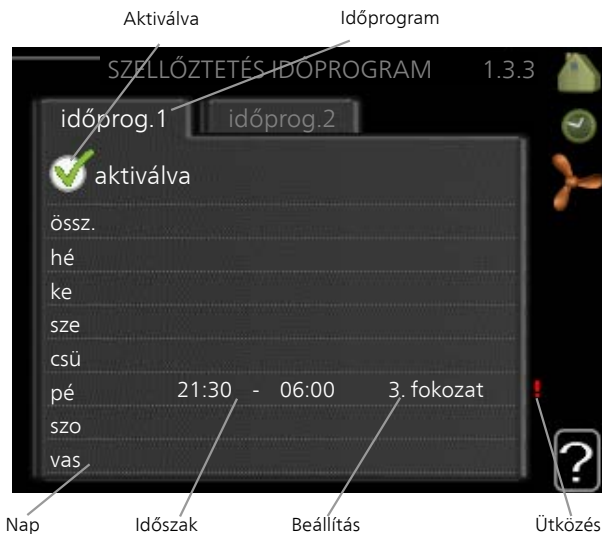 Aktiválva Időprogram
SZELLŐZTETÉS IDŐPROGRAM 1.3.3
időprog.1 időprog.2
aktiválva
össz.
hé
ke
sze
csü
pé 21:30 - 06:00 3. fokozat !
szo
vas
?
Nap Időszak Beállítás Ütközés